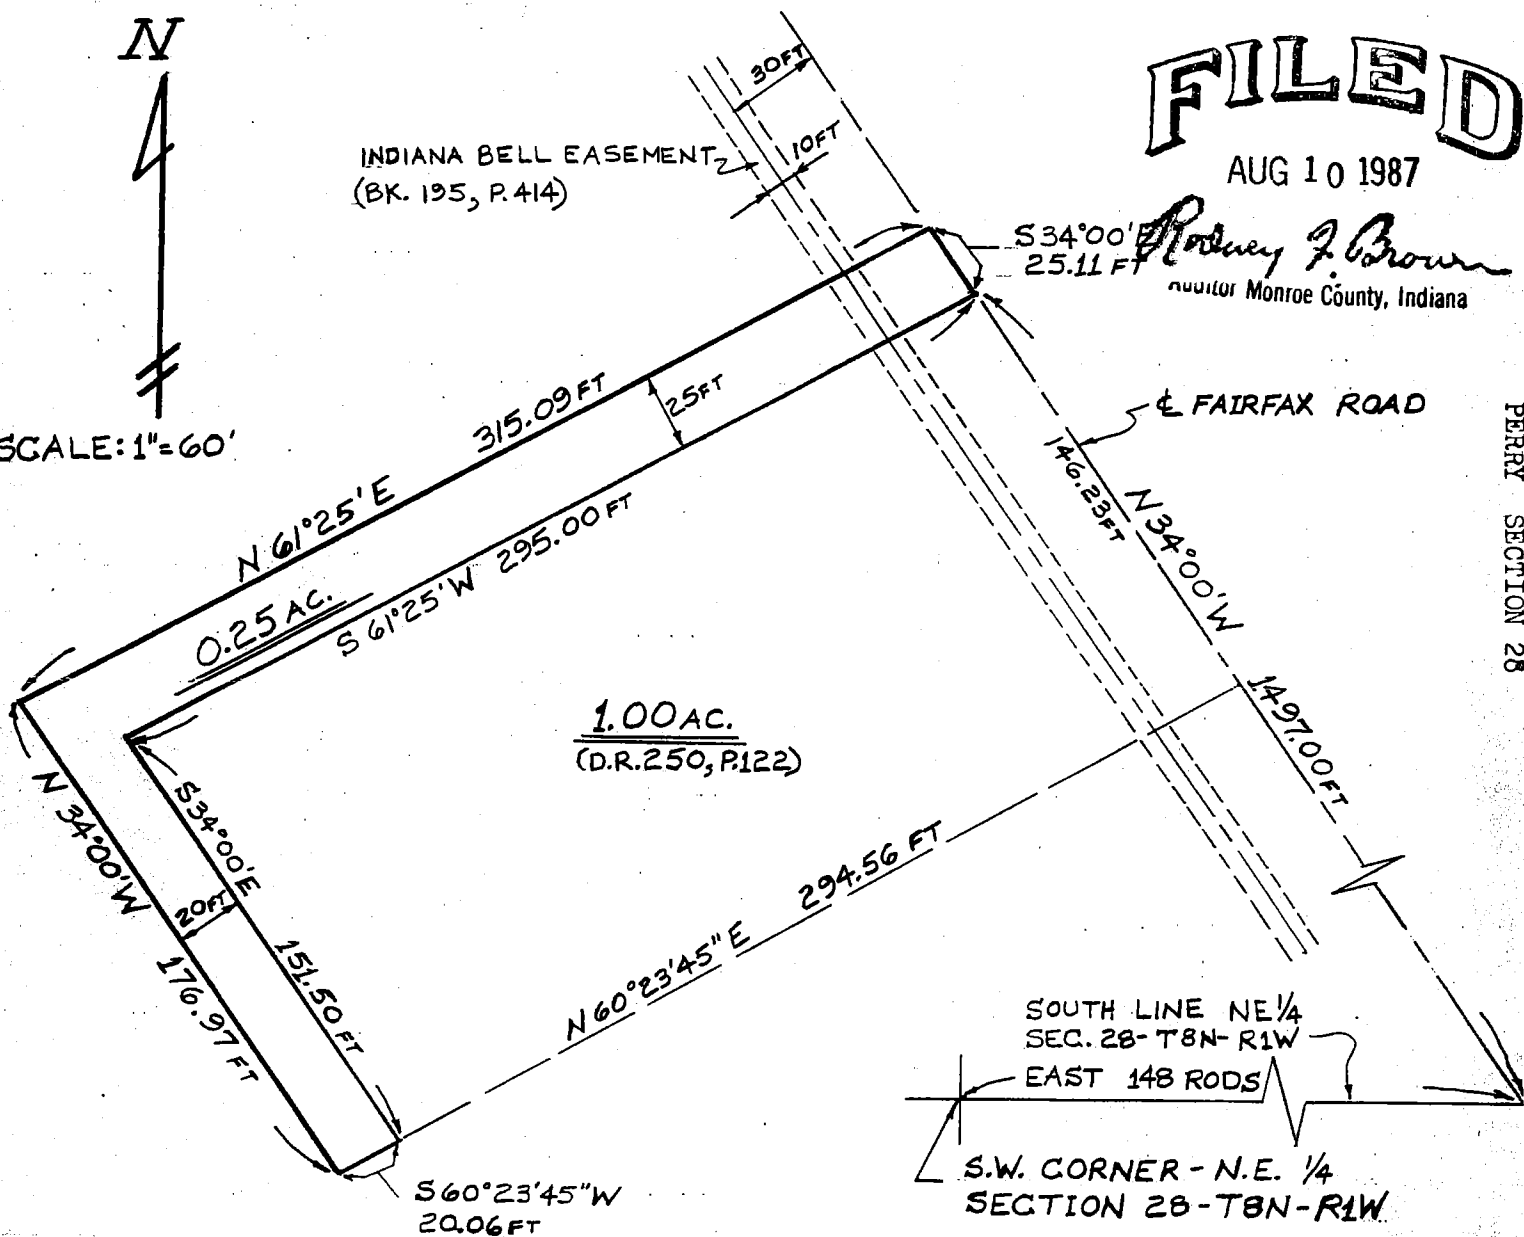 N
SCALE: 1"=60'
INDIANA BELL EASEMENT
(BK. 195, P. 414)
30FT
10FT
FILED
AUG 10 1987
Rodney F. Brown
Auditor Monroe County, Indiana
S 34°00' E
25.11 FT
℄ FAIRFAX ROAD
PERRY SECTION 28
N 61°25' E 315.09 FT
25FT
S 61°25' W 295.00 FT
0.25 AC.
146.23 FT
N 34°00' W
1497.00 FT
1.00 AC.
(D.R. 250, P. 122)
N 34°00' W
176.97 FT
S 34°00' E
151.50 FT
20FT
N 60°23'45" E 294.56 FT
S 60°23'45" W
20.06 FT
SOUTH LINE NE 1/4
SEC. 28-T8N-R1W
EAST 148 RODS
S.W. CORNER - N.E. 1/4
SECTION 28-T8N-R1W